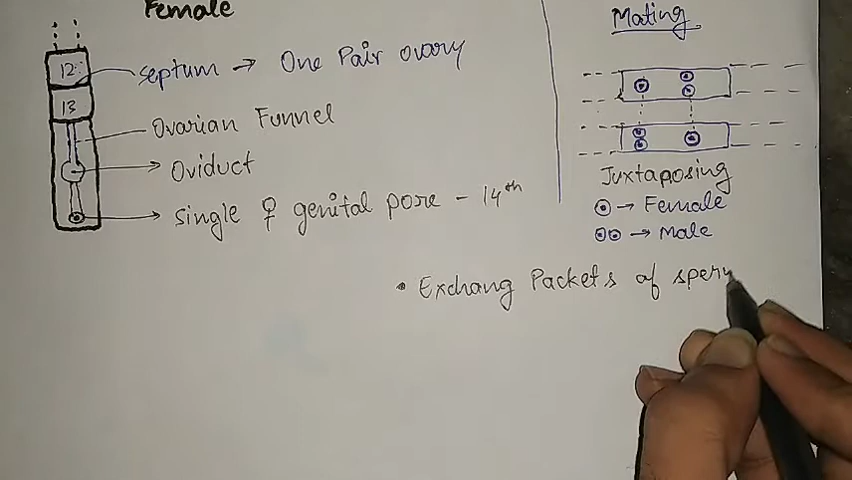 Female
12
septum → One Pair ovary
13
Ovarian Funnel
Oviduct
single ♀ genital pore - 14th
Mating
Juxtaposing
→ Female
→ Male
• Exchang Packets of